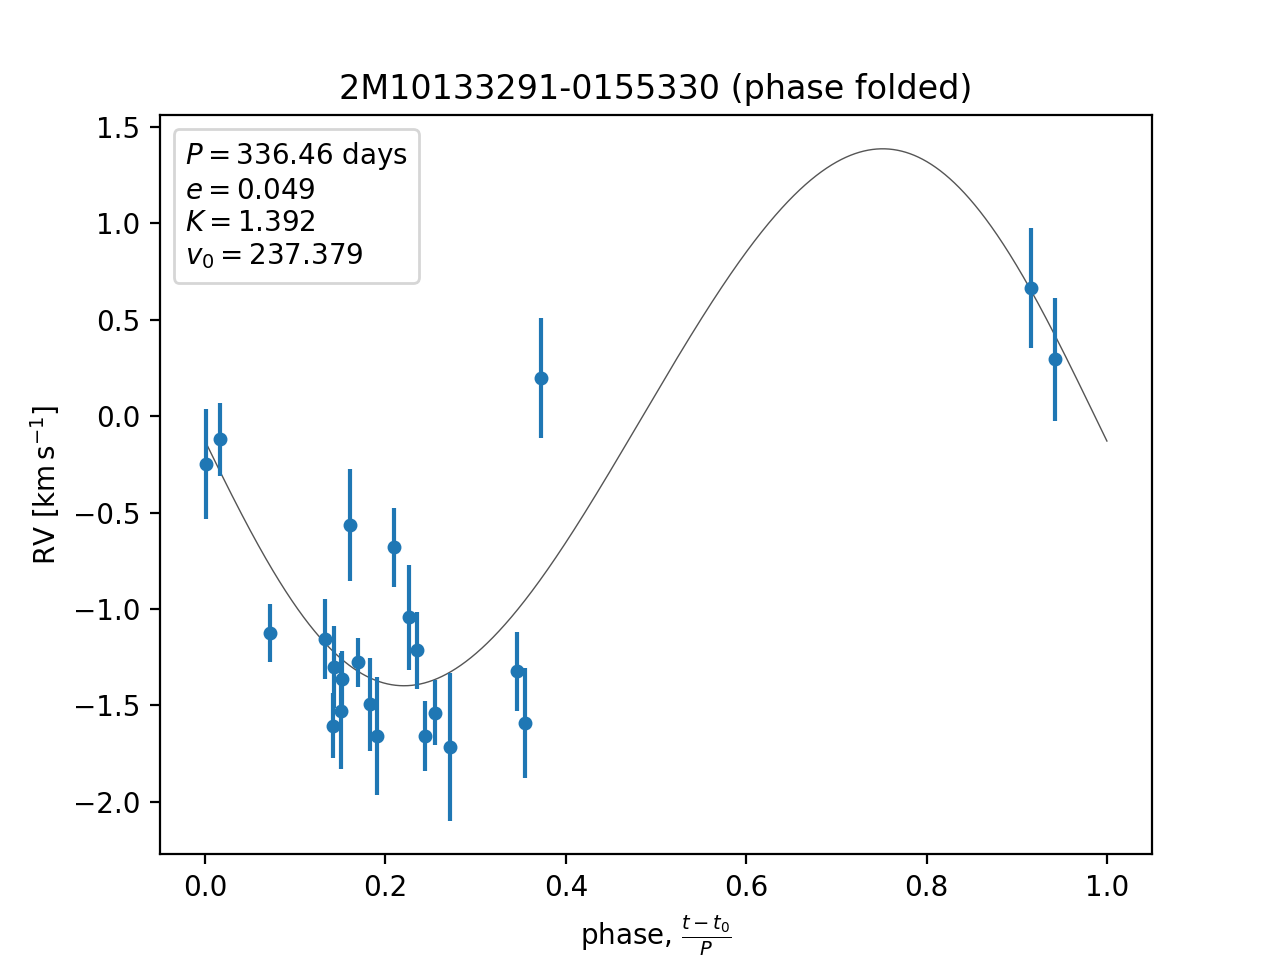 2M10133291-0155330 (phase folded)
P = 336.46 days
e = 0.049
K = 1.392
v₀ = 237.379
1.5
1.0
0.5
0.0
−0.5
−1.0
−1.5
−2.0
RV [km s⁻¹]
0.0 0.2 0.4 0.6 0.8 1.0
phase, (t − t₀)/P